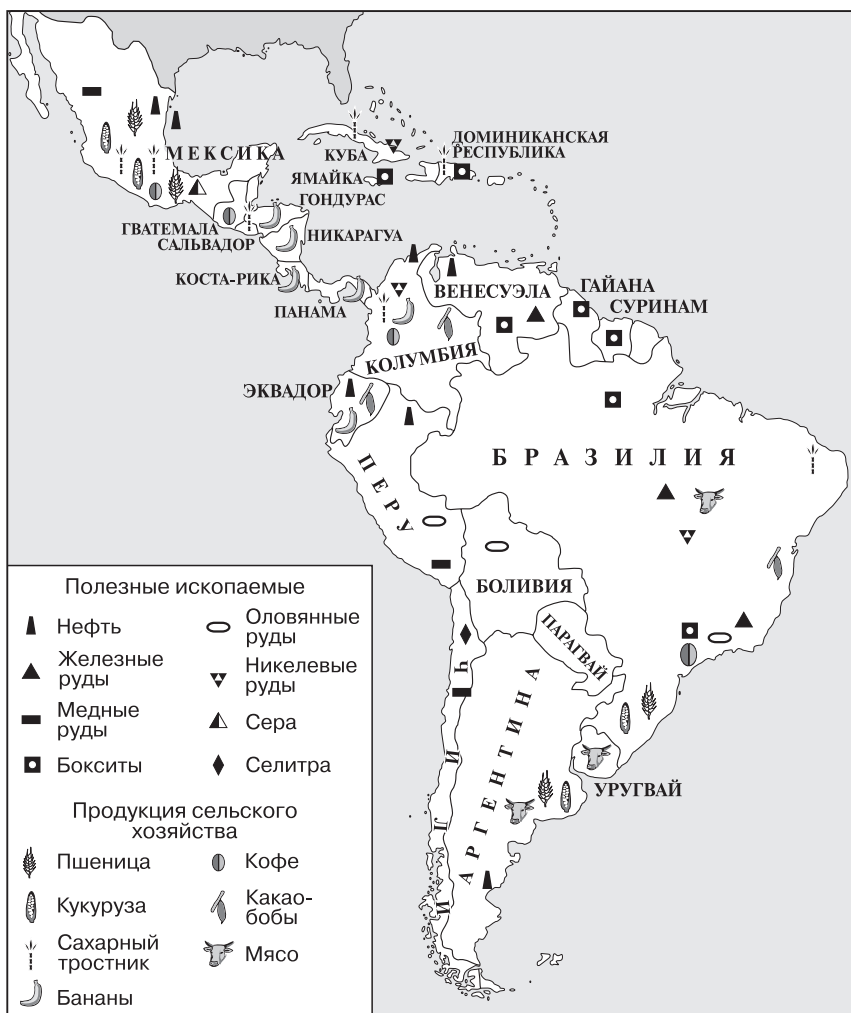 ДОМИНИКАНСКАЯ
РЕСПУБЛИКА
МЕКСИКА
КУБА
ЯМАЙКА
ГОНДУРАС
ГВАТЕМАЛА
САЛЬВАДОР
НИКАРАГУА
КОСТА-РИКА
ПАНАМА
ВЕНЕСУЭЛА
ГАЙАНА
СУРИНАМ
КОЛУМБИЯ
ЭКВАДОР
БРАЗИЛИЯ
ПЕРУ
БОЛИВИЯ
ПАРАГВАЙ
ЧИЛИ
АРГЕНТИНА
УРУГВАЙ
Полезные ископаемые
Нефть
Железные
руды
Медные
руды
Бокситы
Оловянные
руды
Никелевые
руды
Сера
Селитра
Продукция сельского
хозяйства
Пшеница
Кукуруза
Сахарный
тростник
Бананы
Кофе
Какао-
бобы
Мясо